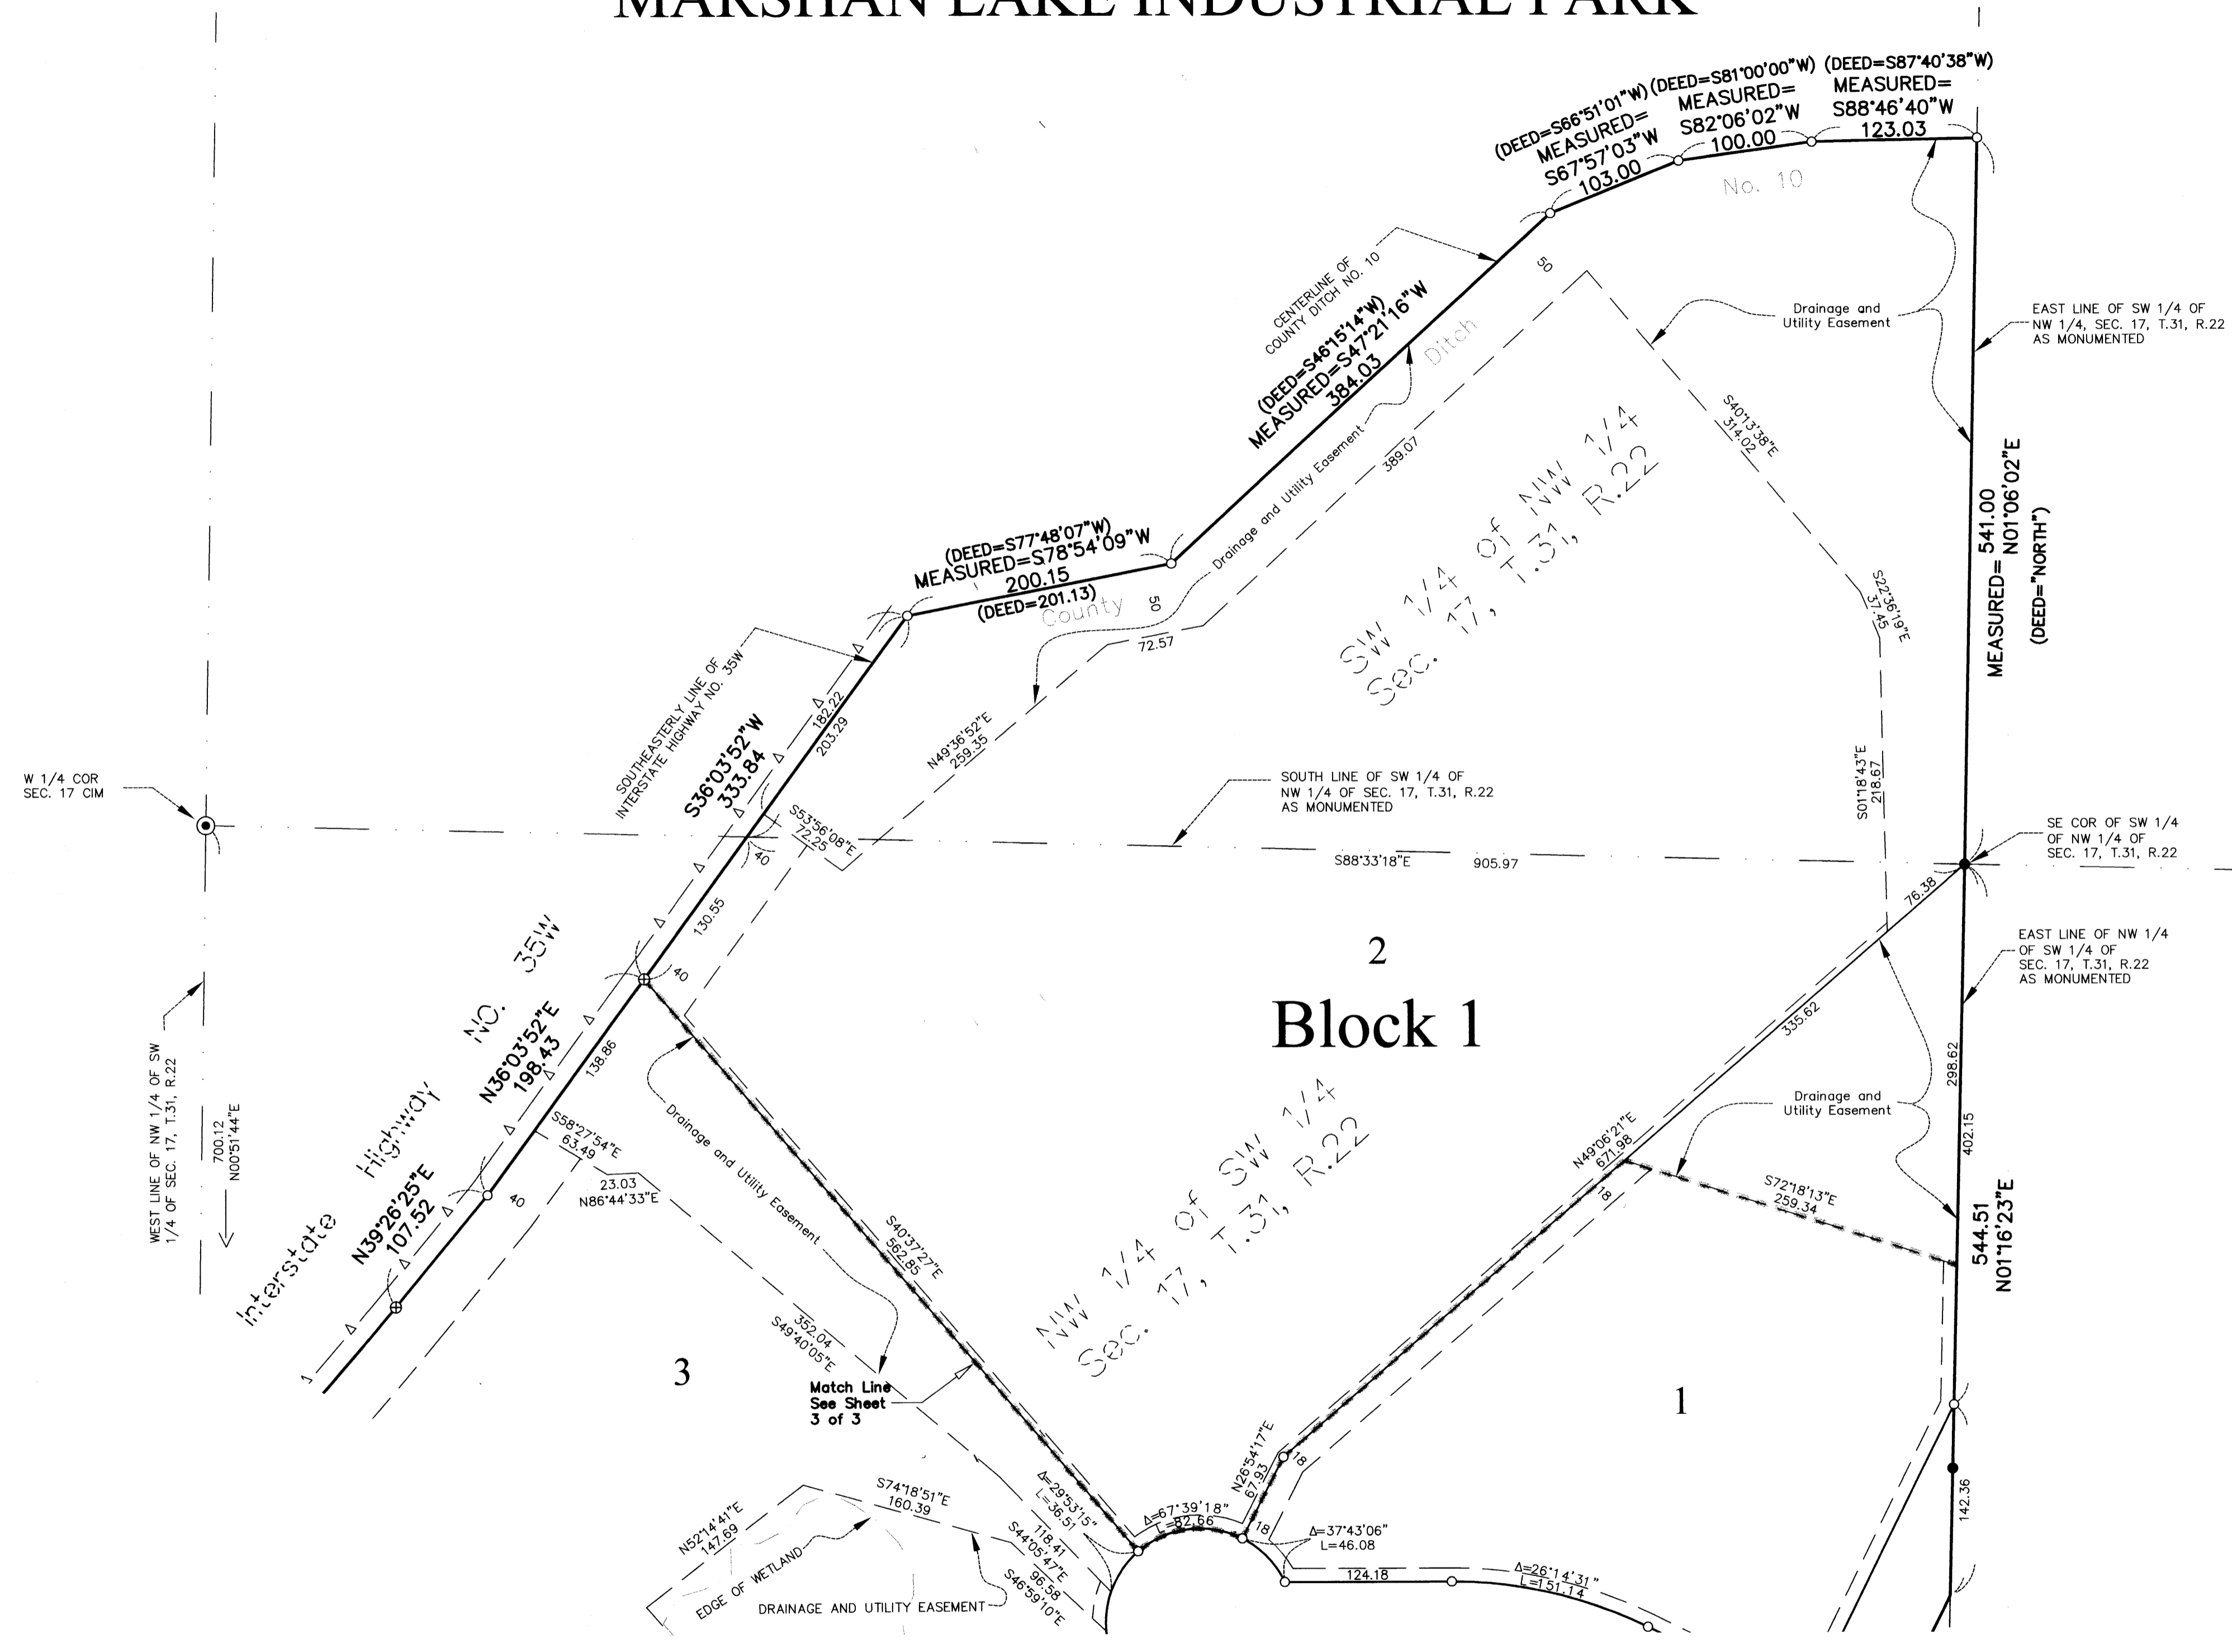 MARSHAN LAKE INDUSTRIAL PARK
(DEED=S66°51'01"W)
MEASURED=
S67°57'03"W
103.00
(DEED=S81°00'00"W)
MEASURED=
S82°06'02"W
100.00
(DEED=S87°40'38"W)
MEASURED=
S88°46'40"W
123.03
No. 10
CENTERLINE OF
COUNTY DITCH NO. 10
50
(DEED=S46°15'14"W)
MEASURED=S47°21'16"W
384.03
Ditch
Drainage and Utility Easement
389.07
Drainage and
Utility Easement
EAST LINE OF SW 1/4 OF
NW 1/4, SEC. 17, T.31, R.22
AS MONUMENTED
S40°13'38"E
314.02
SW 1/4 of NW 1/4
Sec. 17, T.31, R.22
MEASURED= 541.00
N01°06'02"E
(DEED="NORTH")
S22°36'19"E
37.45
(DEED=S77°48'07"W)
MEASURED=S78°54'09"W
200.15
(DEED=201.13)
County
50
72.57
SOUTHEASTERLY LINE OF
INTERSTATE HIGHWAY NO. 35W
182.22
203.29
S36°03'52"W
333.84
N49°36'52"E
259.35
W 1/4 COR
SEC. 17 CIM
S53°56'08"E
72.25
40
SOUTH LINE OF SW 1/4 OF
NW 1/4 OF SEC. 17, T.31, R.22
AS MONUMENTED
S88°33'18"E 905.97
S01°18'43"E
218.67
SE COR OF SW 1/4
OF NW 1/4 OF
SEC. 17, T.31, R.22
76.38
130.55
40
2
Block 1
EAST LINE OF NW 1/4
OF SW 1/4 OF
SEC. 17, T.31, R.22
AS MONUMENTED
335.62
298.62
402.15
WEST LINE OF NW 1/4 OF SW
1/4 OF SEC. 17, T.31, R.22
700.12
N00°51'44"E
Interstate Highway NO. 35W
N36°03'52"E
198.43
138.86
N39°26'25"E
107.52
40
S58°27'54"E
63.49
23.03
N86°44'33"E
Drainage and Utility Easement
S40°37'27"E
562.85
352.04
S49°40'05"E
NW 1/4 of SW 1/4
Sec. 17, T.31, R.22
N49°06'21"E
671.98
18
Drainage and
Utility Easement
S72°18'13"E
259.34
544.51
N01°16'23"E
3
Match Line
See Sheet
3 of 3
1
N52°14'41"E
147.69
S74°18'51"E
160.39
EDGE OF WETLAND
DRAINAGE AND UTILITY EASEMENT
Δ=29°53'15"
L=36.51
118.41
S44°05'47"E
96.58
S46°59'10"E
Δ=67°39'18"
L=82.66
N26°54'17"E
67.93
18
18
Δ=37°43'06"
L=46.08
124.18
Δ=26°14'31"
L=151.14
142.36